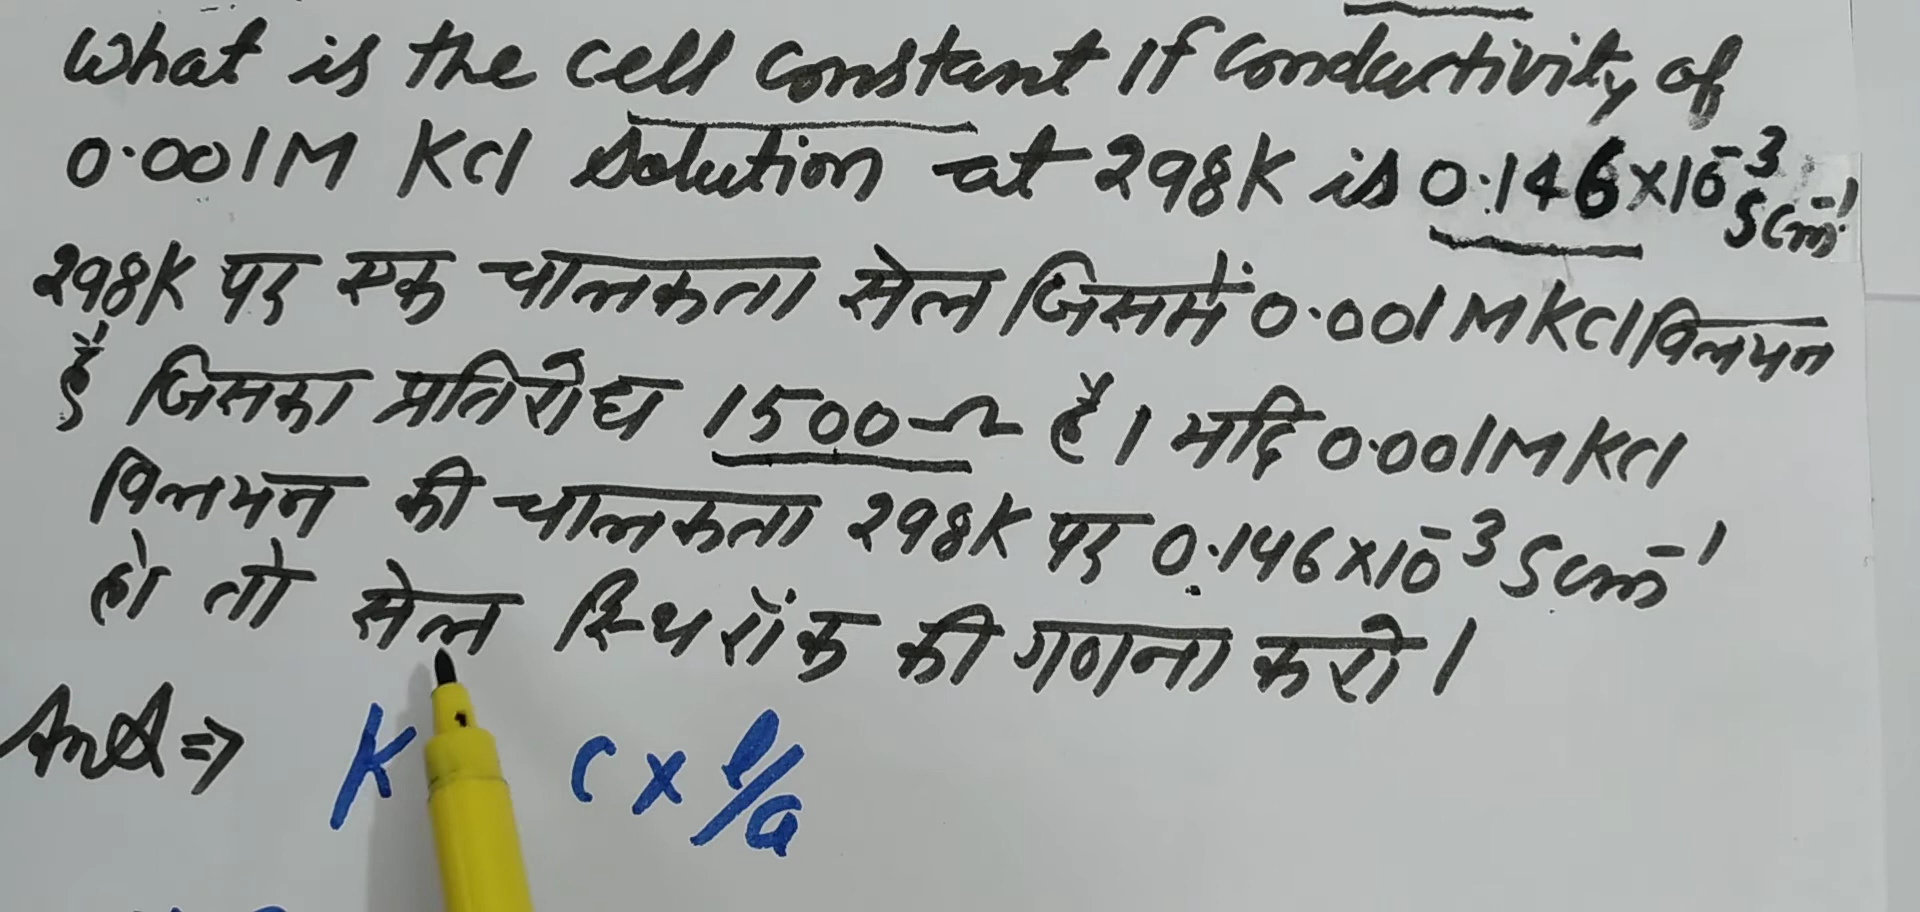 What is the cell constant if conductivity of
0.001M KCl solution at 298K is 0.146×10⁻³ Scm⁻¹
298K पर एक चालकता सेल जिसमें 0.001M KCl विलयन
है जिसका प्रतिरोध 1500Ω है। यदि 0.001M KCl
विलयन की चालकता 298K पर 0.146×10⁻³ Scm⁻¹
हो तो सेल स्थिरांक की गणना करो।
Ans ⇒ K C × l/a